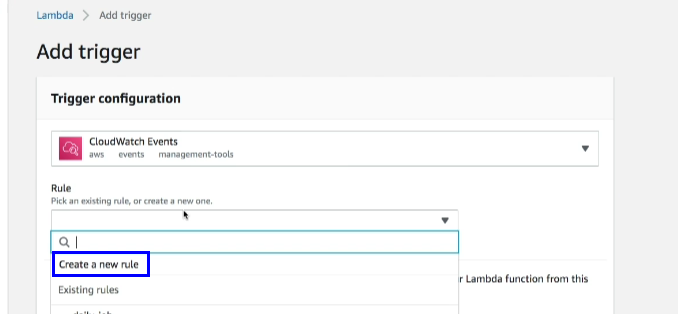 Lambda > Add trigger
Add trigger
Trigger configuration
CloudWatch Events
aws events management-tools
Rule
Pick an existing rule, or create a new one.
Create a new rule
r Lambda function from this
Existing rules